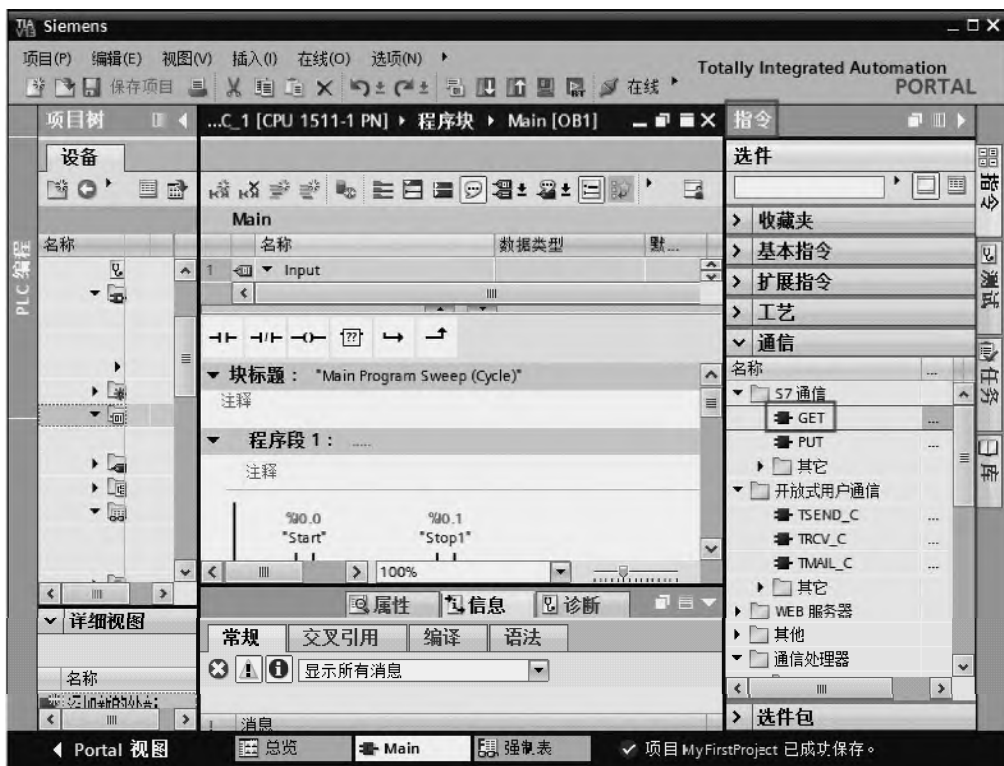 Siemens
项目(P) 编辑(E) 视图(V) 插入(I) 在线(O) 选项(N)
Totally Integrated Automation
PORTAL
保存项目
在线
项目树
...C_1 [CPU 1511-1 PN] 程序块 Main [OB1]
指令
设备
选件
Main
名称
名称 数据类型 默...
1 Input
收藏夹
基本指令
扩展指令
工艺
通信
名称 ...
S7 通信
GET ...
PUT ...
其它
开放式用户通信
TSEND_C ...
TRCV_C ...
TMAIL_C ...
其它
WEB 服务器
其他
通信处理器
选件包
PLC 编程
块标题： "Main Program Sweep (Cycle)"
注释
程序段 1： .....
注释
%I0.0 %I0.1
"Start" "Stop1"
100%
属性 信息 诊断
常规 交叉引用 编译 语法
显示所有消息
! 消息
详细视图
名称
指令
测试
任务
库
Portal 视图 总览 Main 强制表 项目 MyFirstProject 已成功保存。